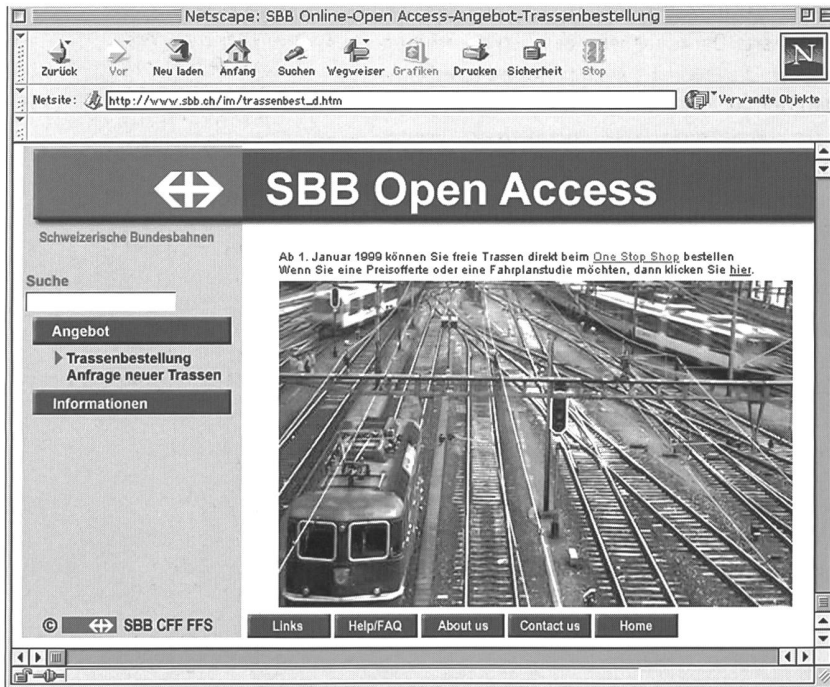 Netscape: SBB Online-Open Access-Angebot-Trassenbestellung
Zurück Vor Neu laden Anfang Suchen Wegweiser Grafiken Drucken Sicherheit Stop
N
Netsite: http://www.sbb.ch/im/trassenbest_d.htm Verwandte Objekte
SBB Open Access
Schweizerische Bundesbahnen
Suche
Angebot
Trassenbestellung
Anfrage neuer Trassen
Informationen
Ab 1. Januar 1999 können Sie freie Trassen direkt beim One Stop Shop bestellen
Wenn Sie eine Preisofferte oder eine Fahrplanstudie möchten, dann klicken Sie hier.
© SBB CFF FFS
Links Help/FAQ About us Contact us Home